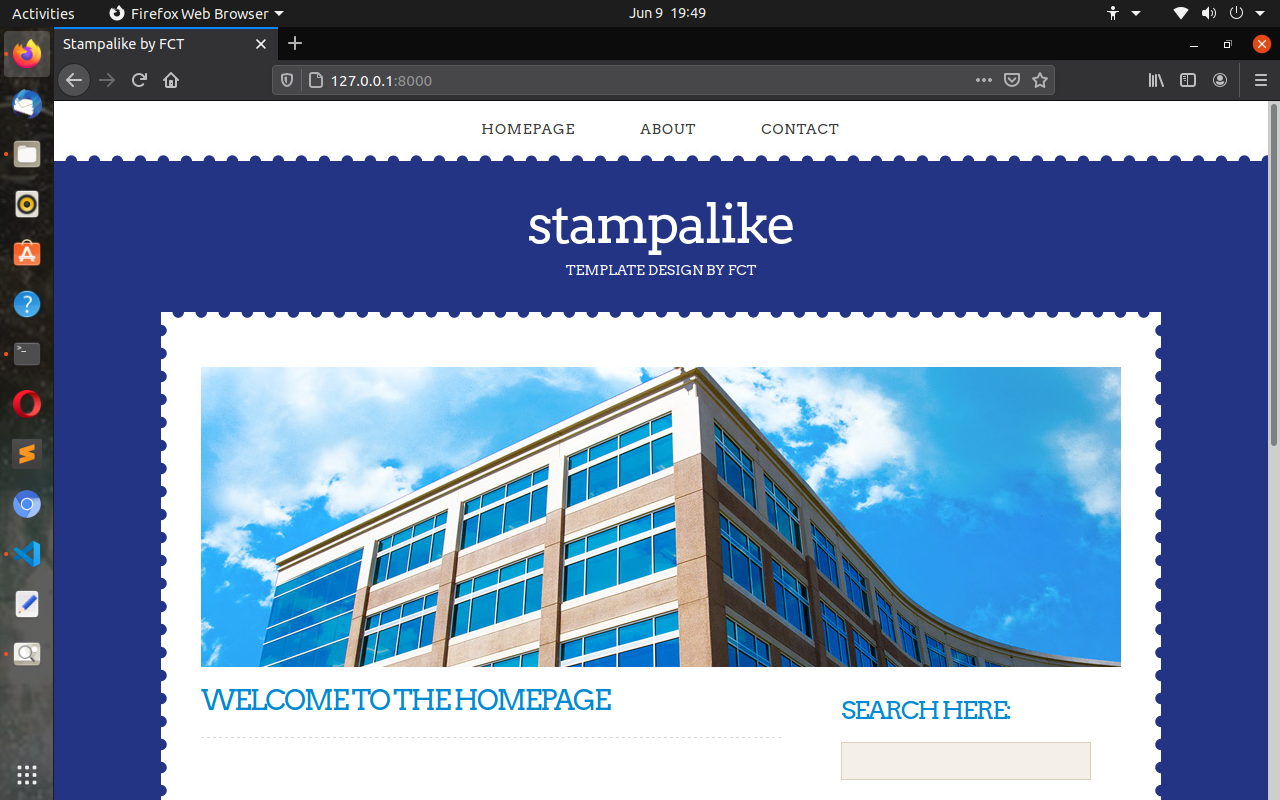 Activities
Firefox Web Browser
Jun 9 19:49
Stampalike by FCT
127.0.0.1:8000
HOMEPAGE
ABOUT
CONTACT
stampalike
TEMPLATE DESIGN BY FCT
WELCOME TO THE HOMEPAGE
SEARCH HERE: